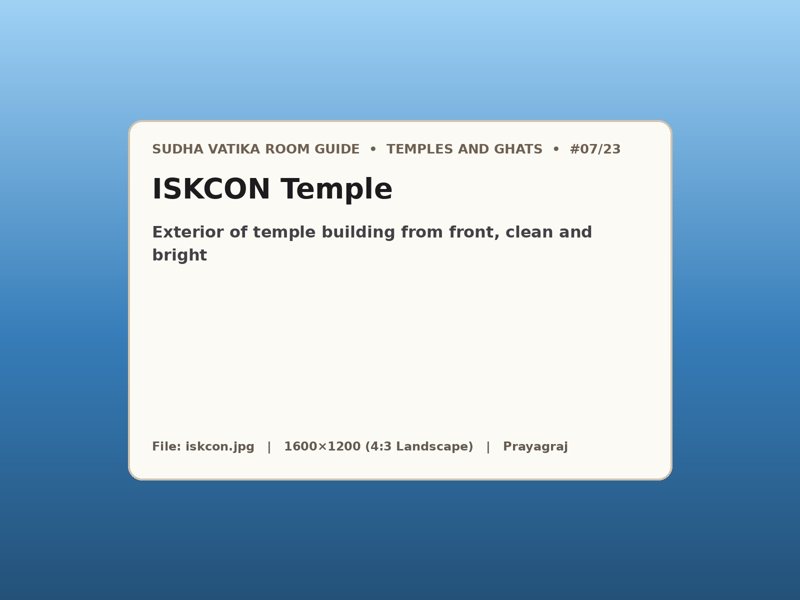 SUDHA VATIKA ROOM GUIDE • TEMPLES AND GHATS • #07/23
ISKCON Temple
Exterior of temple building from front, clean and
bright
File: iskcon.jpg | 1600×1200 (4:3 Landscape) | Prayagraj